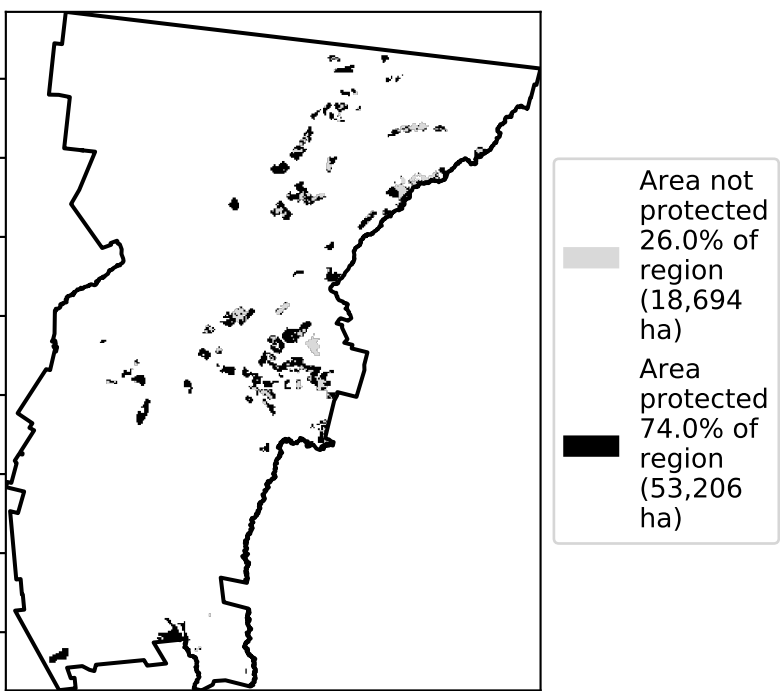 Area not
protected
26.0% of
region
(18,694
ha)
Area
protected
74.0% of
region
(53,206
ha)